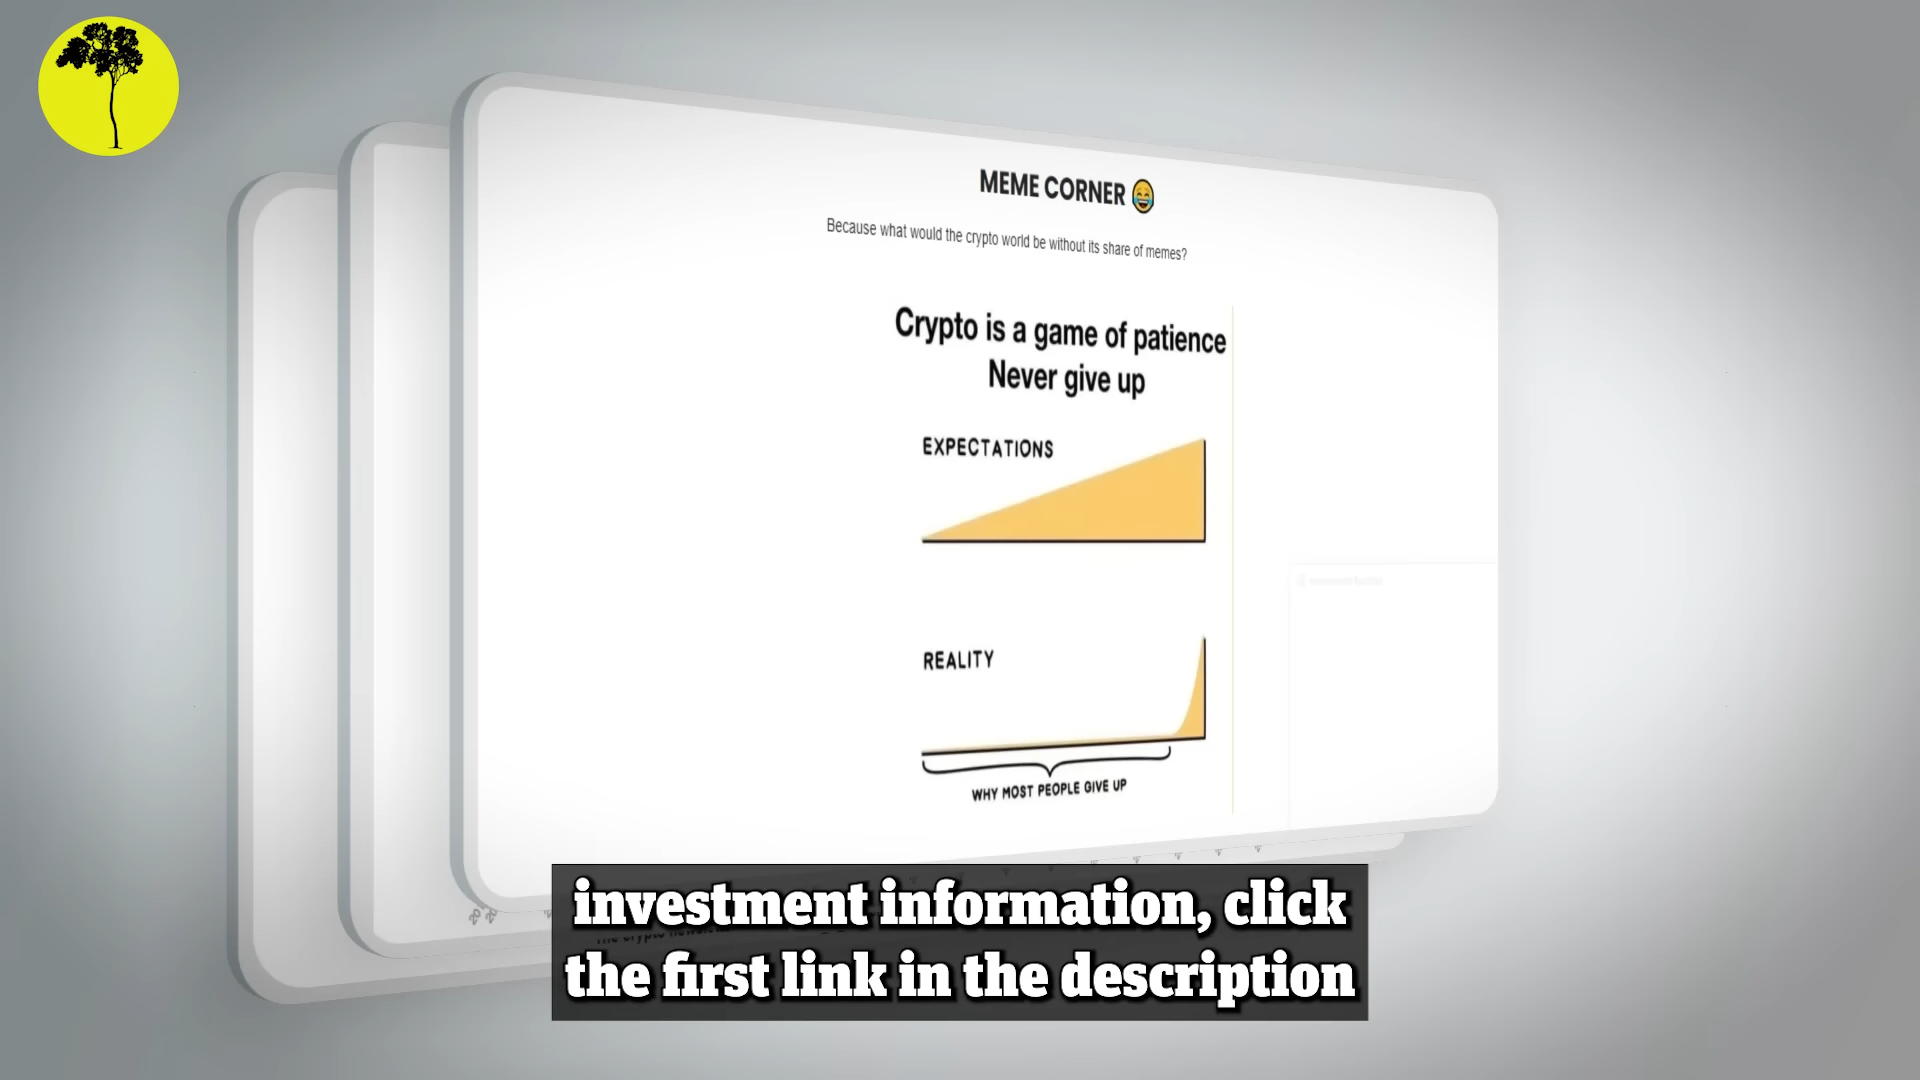 MEME CORNER 😂
Because what would the crypto world be without its share of memes?
Crypto is a game of patience
Never give up
EXPECTATIONS
REALITY
WHY MOST PEOPLE GIVE UP
investment information, click
the first link in the description